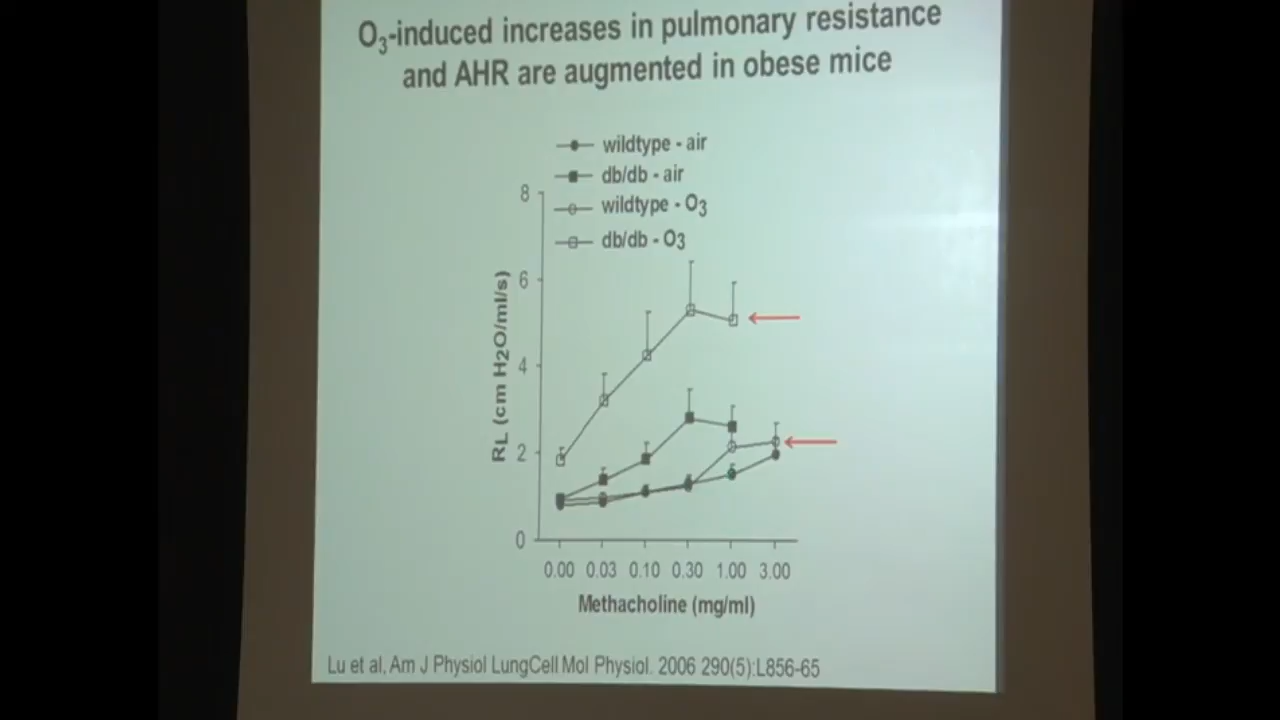 O3-induced increases in pulmonary resistance
and AHR are augmented in obese mice
wildtype - air
db/db - air
wildtype - O3
db/db - O3
8
6
4
2
0
RL (cm H2O/ml/s)
0.00 0.03 0.10 0.30 1.00 3.00
Methacholine (mg/ml)
Lu et al, Am J Physiol LungCell Mol Physiol. 2006 290(5):L856-65